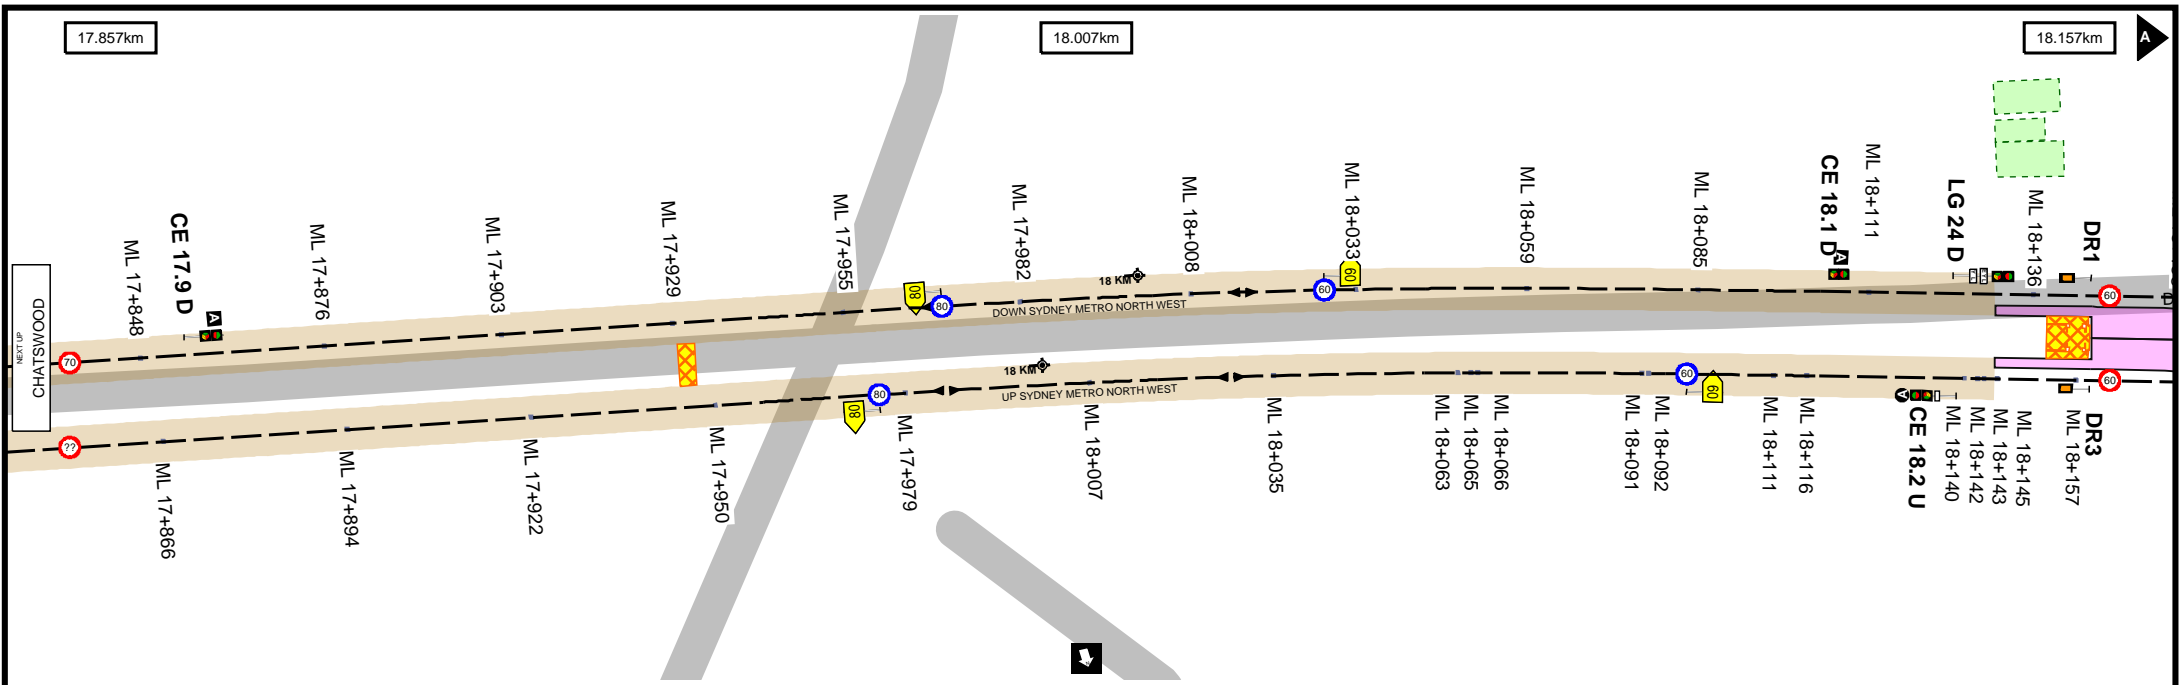 17.857km
18.007km
18.157km
A
ML 17+848
CE 17.9 D
A
ML 17+876
ML 17+903
ML 17+929
ML 17+955
ML 17+982
ML 18+008
ML 18+033
ML 18+059
ML 18+085
CE 18.1 D
A
ML 18+111
LG 24 D
ML 18+136
DR1
NEXT UP
CHATSWOOD
70
80
80
18 KM
DOWN SYDNEY METRO NORTH WEST
60
60
60
??
80
80
18 KM
UP SYDNEY METRO NORTH WEST
60
60
60
A
ML 17+866
ML 17+894
ML 17+922
ML 17+950
ML 17+979
ML 18+007
ML 18+035
ML 18+063
ML 18+065
ML 18+066
ML 18+091
ML 18+092
ML 18+111
ML 18+116
CE 18.2 U
ML 18+140
ML 18+142
ML 18+143
ML 18+145
ML 18+157
DR3